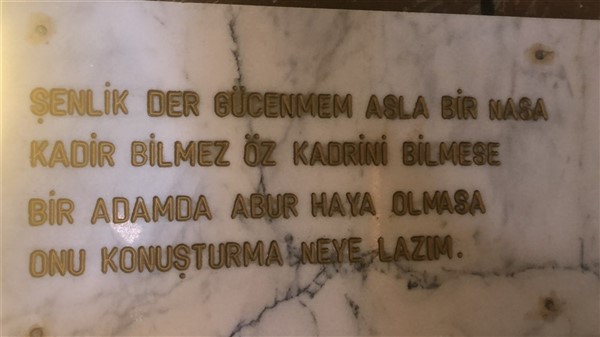 ŞENLİK DER GÜCENMEM ASLA BİR NASA
KADİR BİLMEZ ÖZ KADRİNİ BİLMESE
BİR ADAMDA ABUR HAYA OLMASA
ONU KONUŞTURMA NEYE LAZIM.